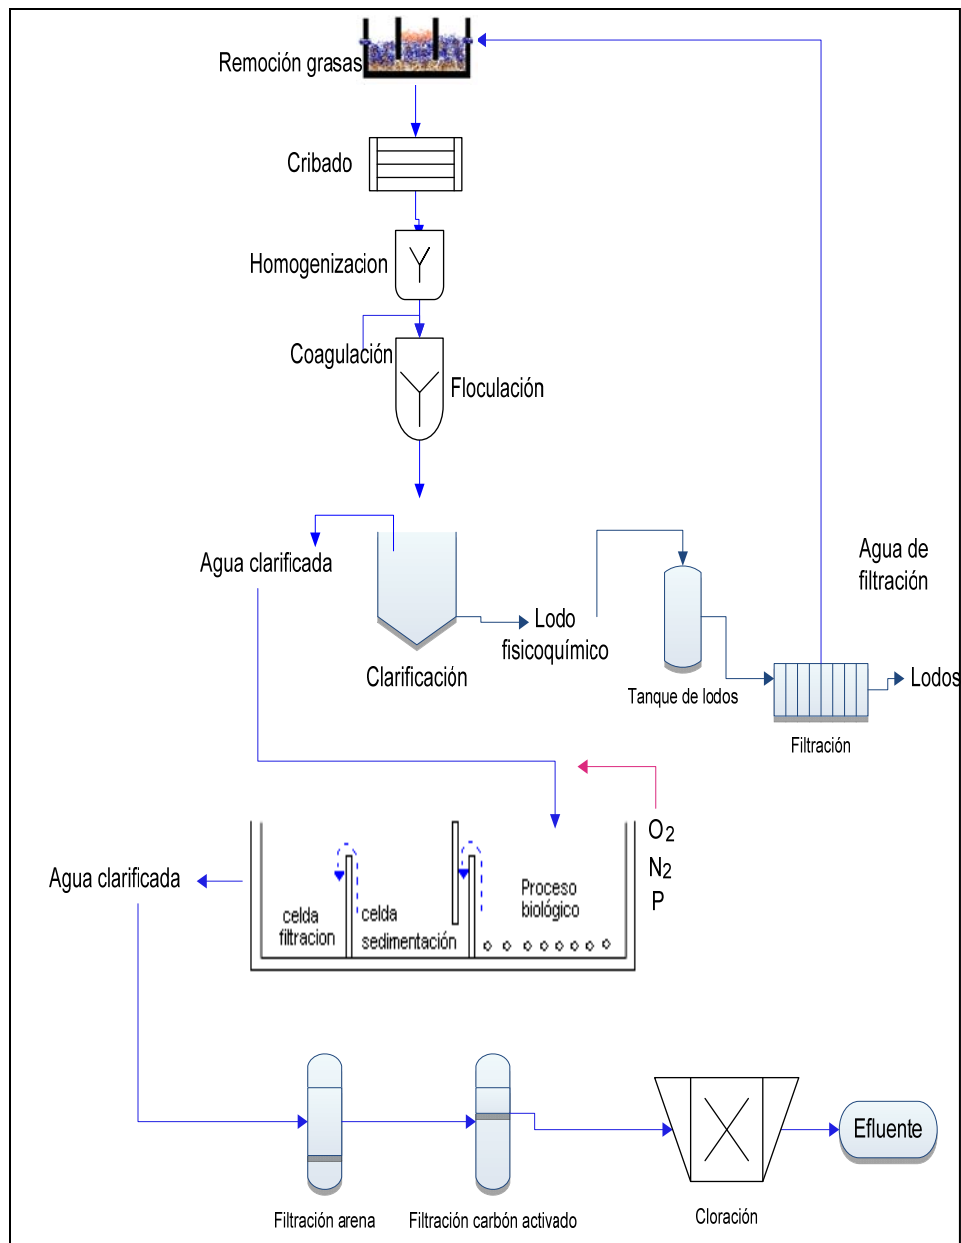 Remoción grasas
Cribado
Homogenizacion
Coagulación
Floculación
Agua clarificada
Clarificación
Lodo
fisicoquímico
Tanque de lodos
Agua de
filtración
Lodos
Filtración
O2
N2
P
Agua clarificada
celda
filtracion
celda
sedimentación
Proceso
biológico
Filtración arena
Filtración carbón activado
Cloración
Efluente